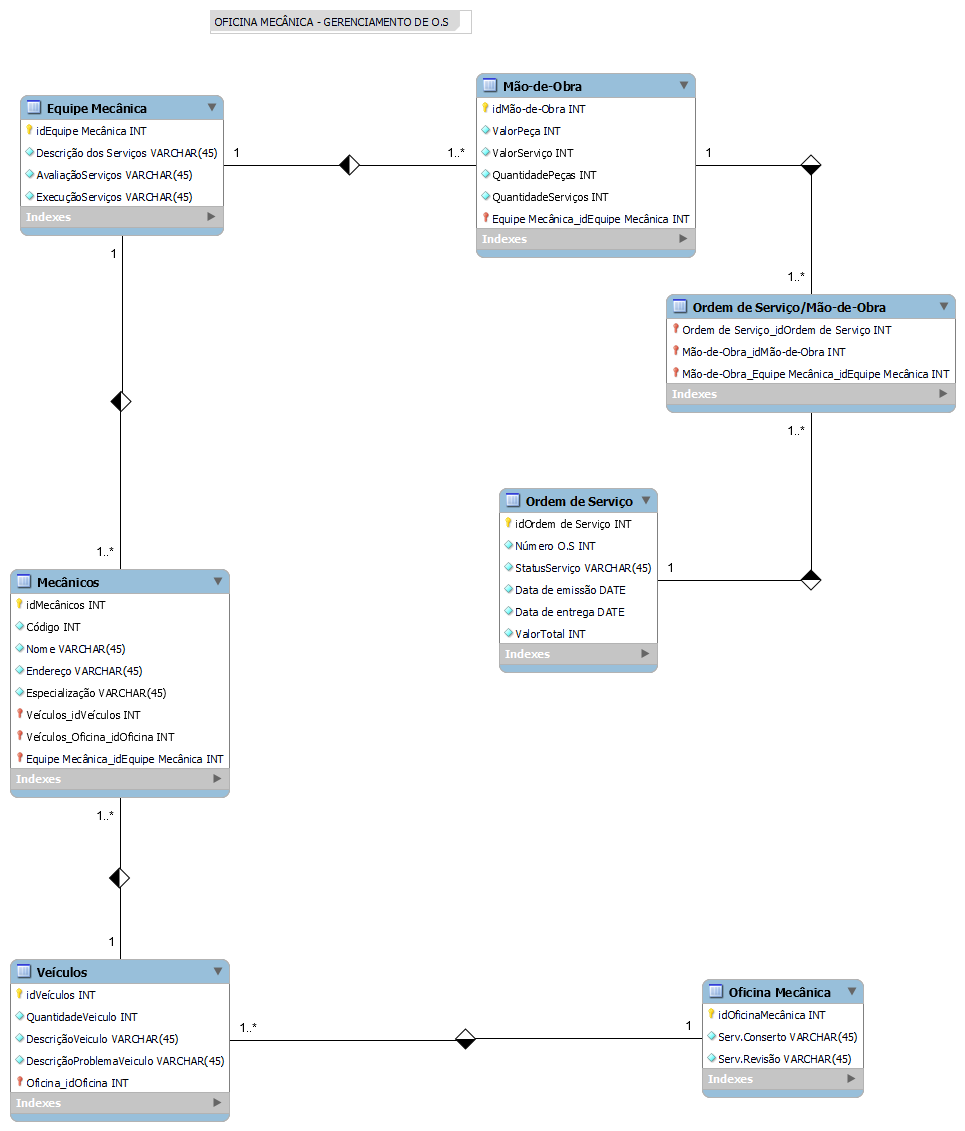 OFICINA MECÂNICA - GERENCIAMENTO DE O.S
Equipe Mecânica
idEquipe Mecânica INT
Descrição dos Serviços VARCHAR(45)
AvaliaçãoServiços VARCHAR(45)
ExecuçãoServiços VARCHAR(45)
Indexes
1
1..*
Mão-de-Obra
idMão-de-Obra INT
ValorPeça INT
ValorServiço INT
QuantidadePeças INT
QuantidadeServiços INT
Equipe Mecânica_idEquipe Mecânica INT
Indexes
1
1..*
Ordem de Serviço/Mão-de-Obra
Ordem de Serviço_idOrdem de Serviço INT
Mão-de-Obra_idMão-de-Obra INT
Mão-de-Obra_Equipe Mecânica_idEquipe Mecânica INT
Indexes
1..*
1
Ordem de Serviço
idOrdem de Serviço INT
Número O.S INT
StatusServiço VARCHAR(45)
Data de emissão DATE
Data de entrega DATE
ValorTotal INT
Indexes
1
1..*
Mecânicos
idMecânicos INT
Código INT
Nome VARCHAR(45)
Endereço VARCHAR(45)
Especialização VARCHAR(45)
Veículos_idVeículos INT
Veículos_Oficina_idOficina INT
Equipe Mecânica_idEquipe Mecânica INT
Indexes
1..*
1
Veículos
idVeículos INT
QuantidadeVeiculo INT
DescriçãoVeiculo VARCHAR(45)
DescriçãoProblemaVeiculo VARCHAR(45)
Oficina_idOficina INT
Indexes
1..*
1
Oficina Mecânica
idOficinaMecânica INT
Serv.Conserto VARCHAR(45)
Serv.Revisão VARCHAR(45)
Indexes